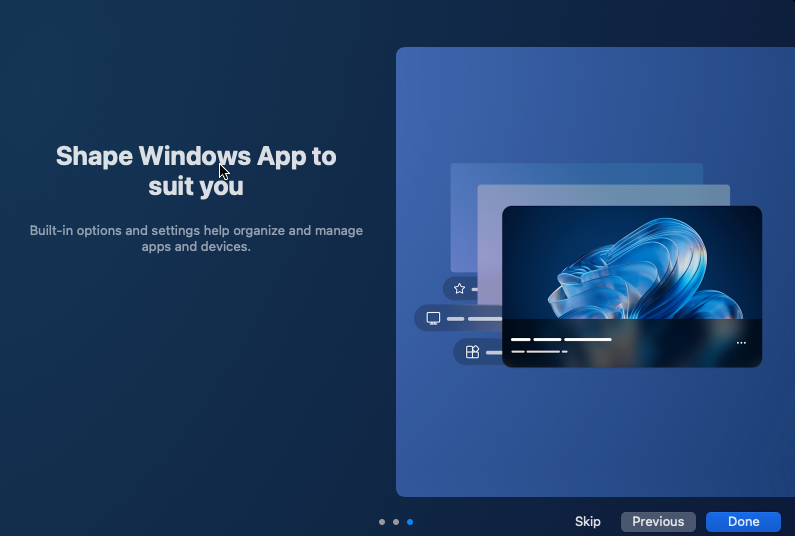 Shape Windows App to
suit you
Built-in options and settings help organize and manage
apps and devices.
Skip
Previous
Done